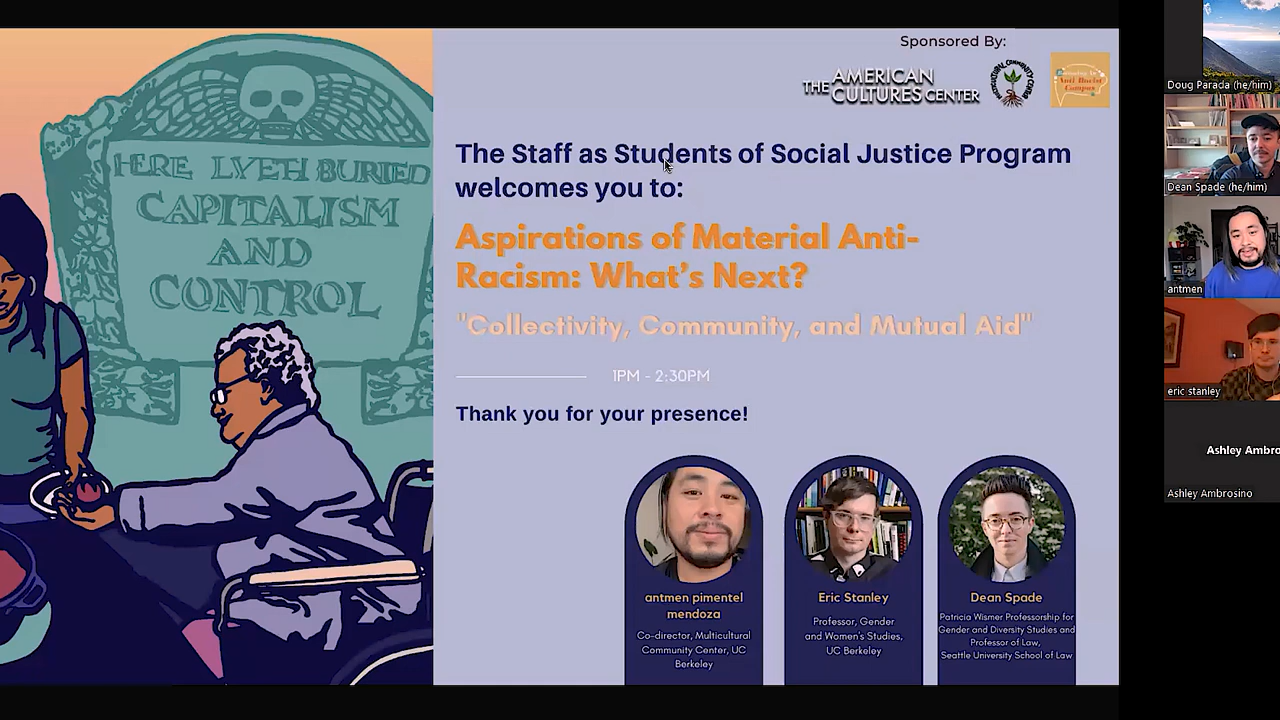 HERE LYETH BURIED
CAPITALISM
AND
CONTROL
Sponsored By:
THE AMERICAN
CULTURES CENTER
Anti-Racist
Campus
The Staff as Students of Social Justice Program
welcomes you to:
Aspirations of Material Anti-
Racism: What's Next?
"Collectivity, Community, and Mutual Aid"
1PM - 2:30PM
Thank you for your presence!
antmen pimentel
mendoza
Co-director, Multicultural
Community Center, UC
Berkeley
Eric Stanley
Professor, Gender
and Women's Studies,
UC Berkeley
Dean Spade
Patricia Wismer Professorship for
Gender and Diversity Studies and
Professor of Law,
Seattle University School of Law
Doug Parada (he/him)
Dean Spade (he/him)
antmen
eric stanley
Ashley Ambro
Ashley Ambrosino